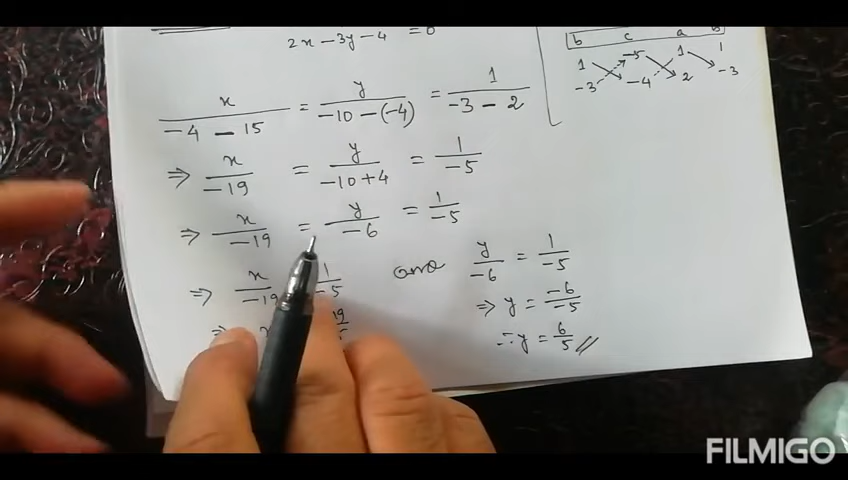 2x - 3y - 4 = 0
b c a b
1 -5 1 1
-3 -4 2 -3
x/(-4 - 15) = y/(-10 - (-4)) = 1/(-3 - 2)
⇒ x/-19 = y/(-10+4) = 1/-5
⇒ x/-19 = y/-6 = 1/-5
⇒ x/-19 1/-5 and y/-6 = 1/-5
⇒ y = -6/-5
∴ y = 6/5 //
FILMIGO